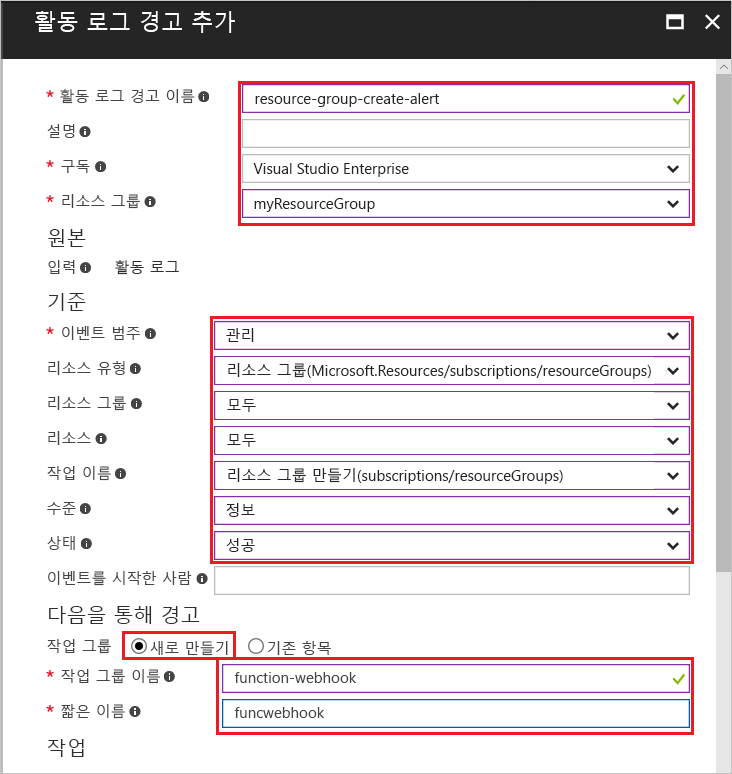 활동 로그 경고 추가
* 활동 로그 경고 이름 resource-group-create-alert
설명
* 구독 Visual Studio Enterprise
* 리소스 그룹 myResourceGroup
원본
입력 활동 로그
기준
* 이벤트 범주 관리
리소스 유형 리소스 그룹(Microsoft.Resources/subscriptions/resourceGroups)
리소스 그룹 모두
리소스 모두
작업 이름 리소스 그룹 만들기(subscriptions/resourceGroups)
수준 정보
상태 성공
이벤트를 시작한 사람
다음을 통해 경고
작업 그룹 새로 만들기 기존 항목
* 작업 그룹 이름 function-webhook
* 짧은 이름 funcwebhook
작업